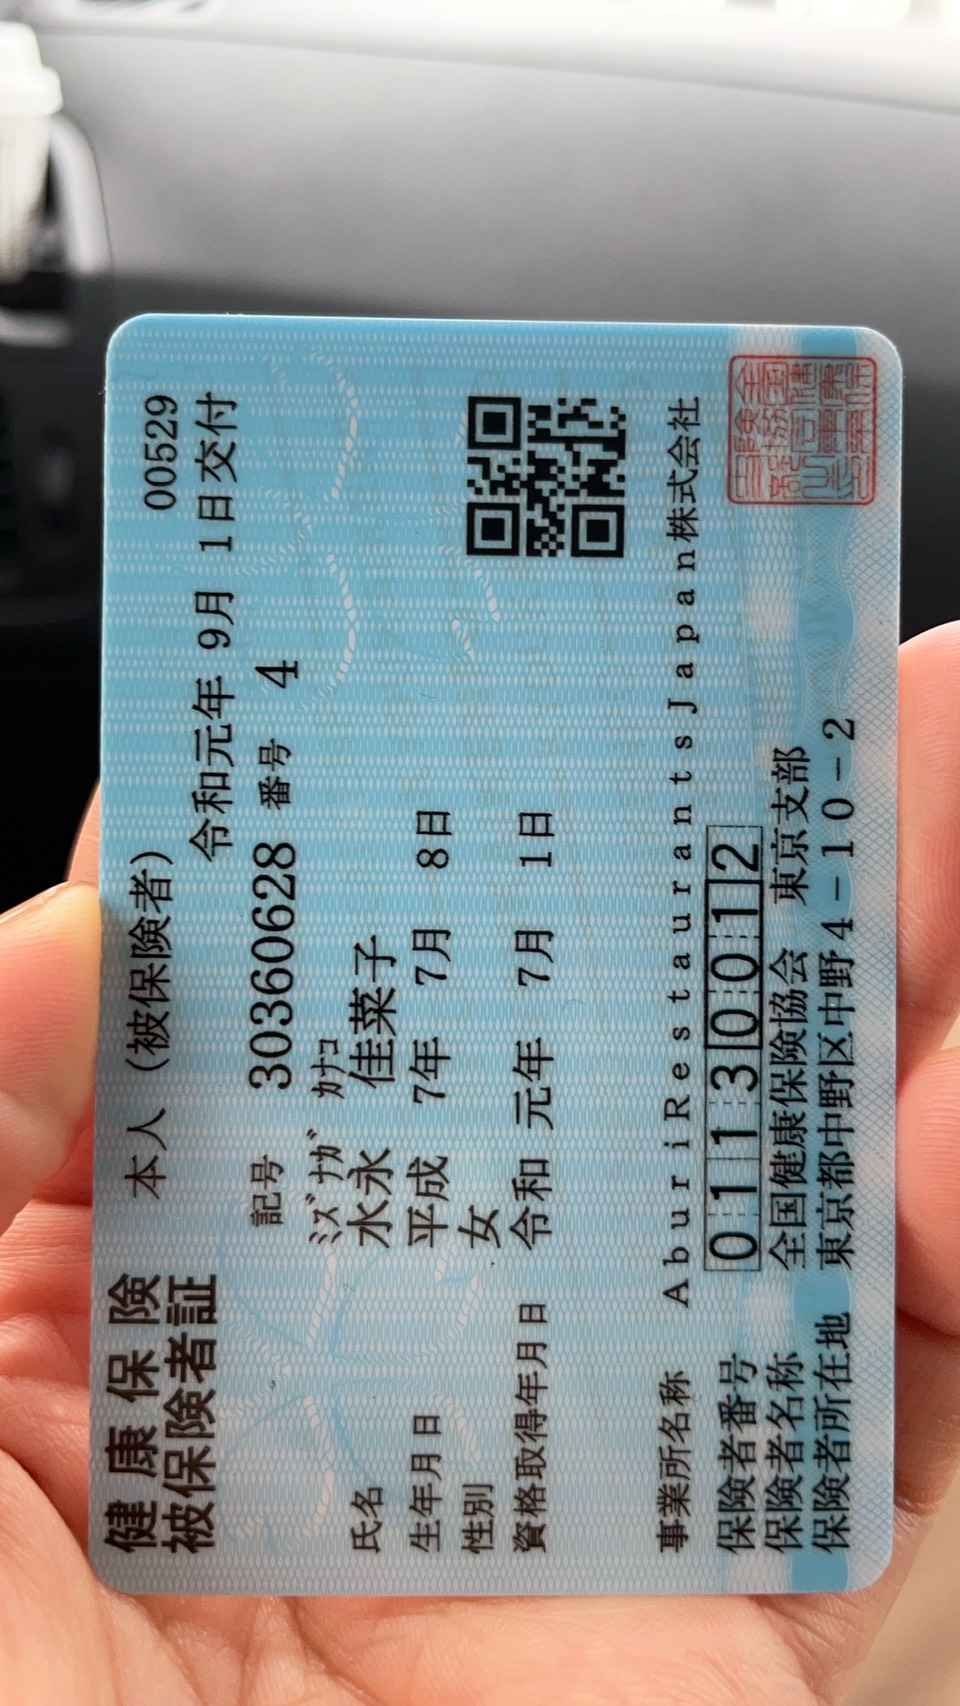 健康保険 本人（被保険者） 00529
被保険者証 令和元年 9月 1日交付
記号 30360628 番号 4
ﾐｽﾞﾅｶﾞ ｶﾅｺ
氏名 水永 佳菜子
生年月日 平成 7年 7月 8日
性別 女
資格取得年月日 令和 元年 7月 1日
事業所名称 AburiRestaurantsJapan株式会社
保険者番号 01130012
保険者名称 全国健康保険協会 東京支部
保険者所在地 東京都中野区中野4-10-2